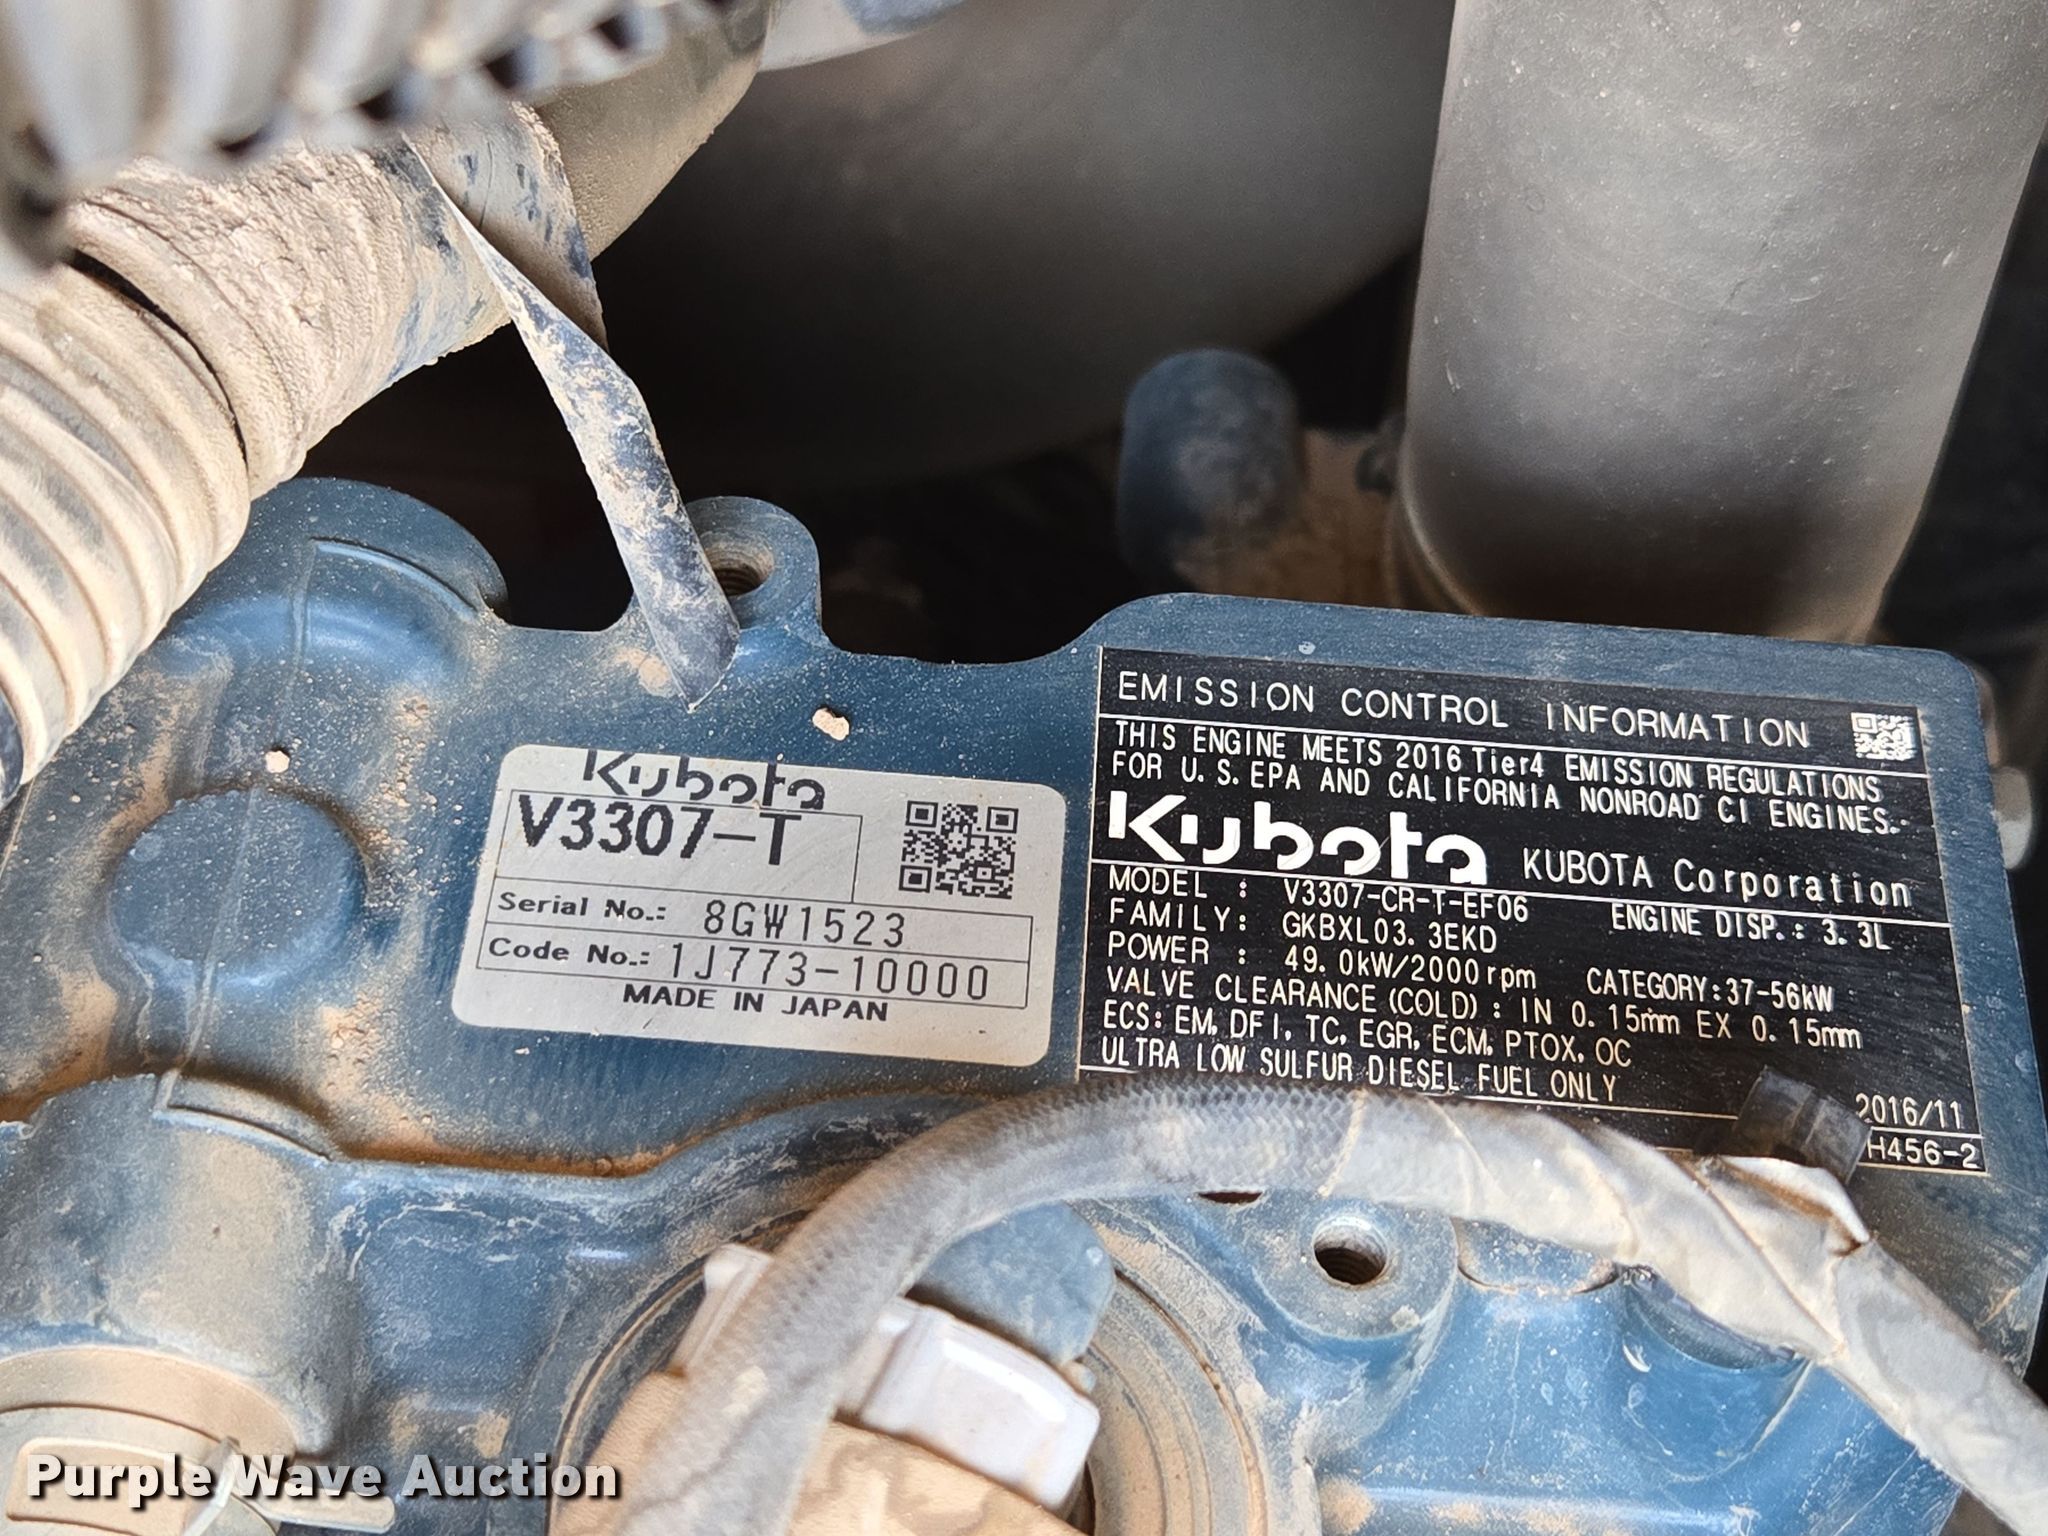 Kubota
V3307-T
Serial No.: 8GW1523
Code No.: 1J773-10000
MADE IN JAPAN
EMISSION CONTROL INFORMATION
THIS ENGINE MEETS 2016 Tier4 EMISSION REGULATIONS
FOR U.S.EPA AND CALIFORNIA NONROAD CI ENGINES.
Kubota KUBOTA Corporation
MODEL : V3307-CR-T-EF06 ENGINE DISP.: 3.3L
FAMILY: GKBXL03.3EKD
POWER : 49.0kW/2000rpm CATEGORY:37-56kW
VALVE CLEARANCE(COLD): IN 0.15mm EX 0.15mm
ECS: EM, DFI, TC, EGR, ECM, PTOX, OC
ULTRA LOW SULFUR DIESEL FUEL ONLY
2016/11
H456-2
Purple Wave Auction